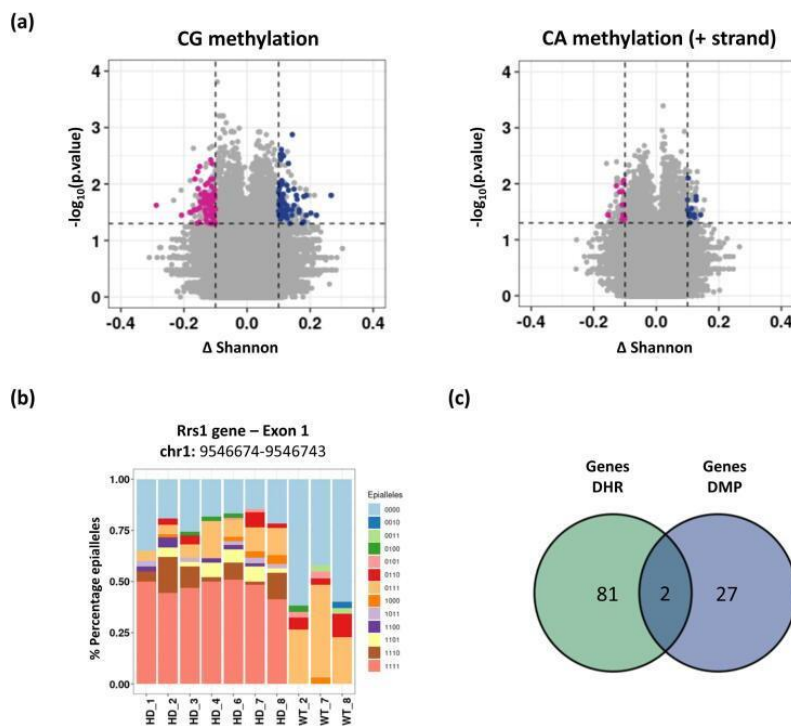 (a)
CG methylation
4
3
2
1
0
-log10(p.value)
-0.4 -0.2 0.0 0.2 0.4
Δ Shannon
CA methylation (+ strand)
4
3
2
1
0
-log10(p.value)
-0.4 -0.2 0.0 0.2 0.4
Δ Shannon
(b)
Rrs1 gene – Exon 1
chr1: 9546674-9546743
1.00
0.75
0.50
0.25
0.00
% Percentage epialleles
HD_1
HD_2
HD_3
HD_4
HD_6
HD_7
HD_8
WT_2
WT_7
WT_8
Epialleles
0000
0010
0011
0100
0101
0110
0111
1000
1011
1100
1101
1110
1111
(c)
Genes
DHR
Genes
DMP
81 2 27